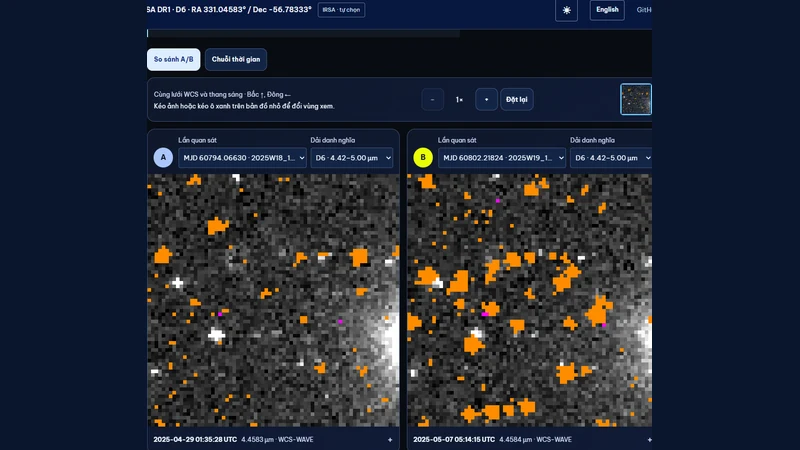 SA DR1 · D6 · RA 331.04583° / Dec -56.78333°
IRSA · tự chọn
English
GitH
So sánh A/B
Chuỗi thời gian
Cùng lưới WCS và thang sáng · Bắc ↑, Đông ←
Kéo ảnh hoặc kéo ô xanh trên bản đồ nhỏ để đổi vùng xem.
−
1×
+
Đặt lại
A
Lần quan sát
MJD 60794.06630 · 2025W18_1...
Dải danh nghĩa
D6 · 4.42–5.00 µm
B
Lần quan sát
MJD 60802.21824 · 2025W19_1...
Dải danh nghĩa
D6 · 4.42–5.00 µm
2025-04-29 01:35:28 UTC 4.4583 µm · WCS-WAVE
+
2025-05-07 05:14:15 UTC 4.4584 µm · WCS-WAVE
+